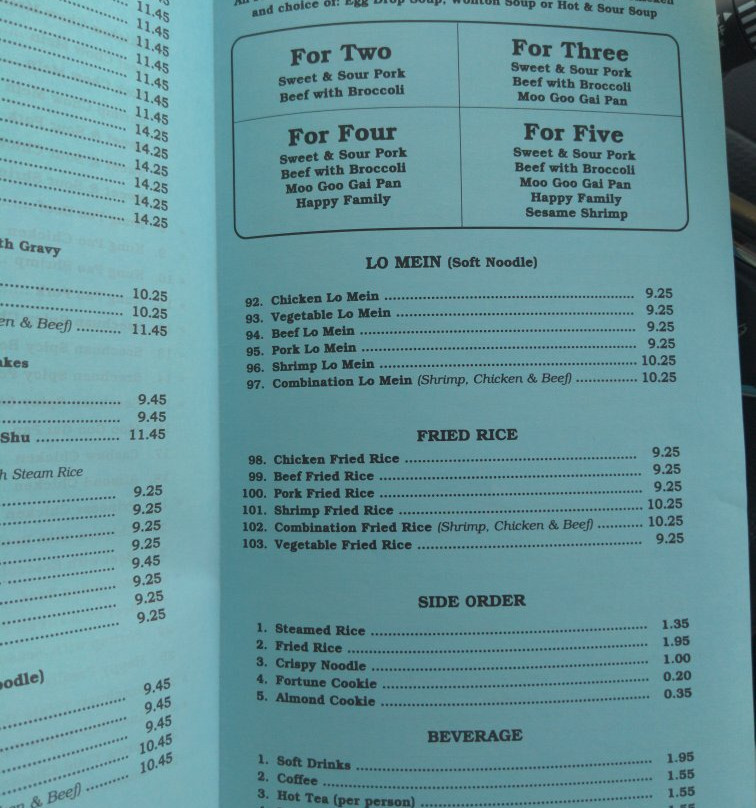 11.45
11.45
11.45
11.45
11.45
11.45
11.45
14.25
14.25
14.25
14.25
14.25
14.25
th Gravy
10.25
10.25
en & Beef) 11.45
akes
9.45
9.45
Shu 11.45
h Steam Rice
9.25
9.25
9.25
9.25
9.45
9.25
9.25
9.25
oodle)
9.45
9.45
9.45
10.45
n & Beef) 10.45
and choice of: Egg Drop Soup, Wonton Soup or Hot & Sour Soup
For Two
Sweet & Sour Pork
Beef with Broccoli
For Three
Sweet & Sour Pork
Beef with Broccoli
Moo Goo Gai Pan
For Four
Sweet & Sour Pork
Beef with Broccoli
Moo Goo Gai Pan
Happy Family
For Five
Sweet & Sour Pork
Beef with Broccoli
Moo Goo Gai Pan
Happy Family
Sesame Shrimp
LO MEIN (Soft Noodle)
92. Chicken Lo Mein 9.25
93. Vegetable Lo Mein 9.25
94. Beef Lo Mein 9.25
95. Pork Lo Mein 9.25
96. Shrimp Lo Mein 10.25
97. Combination Lo Mein (Shrimp, Chicken & Beef) 10.25
FRIED RICE
98. Chicken Fried Rice 9.25
99. Beef Fried Rice 9.25
100. Pork Fried Rice 9.25
101. Shrimp Fried Rice 10.25
102. Combination Fried Rice (Shrimp, Chicken & Beef) 10.25
103. Vegetable Fried Rice 9.25
SIDE ORDER
1. Steamed Rice 1.35
2. Fried Rice 1.95
3. Crispy Noodle 1.00
4. Fortune Cookie 0.20
5. Almond Cookie 0.35
BEVERAGE
1. Soft Drinks 1.95
2. Coffee 1.55
3. Hot Tea (per person) 1.55